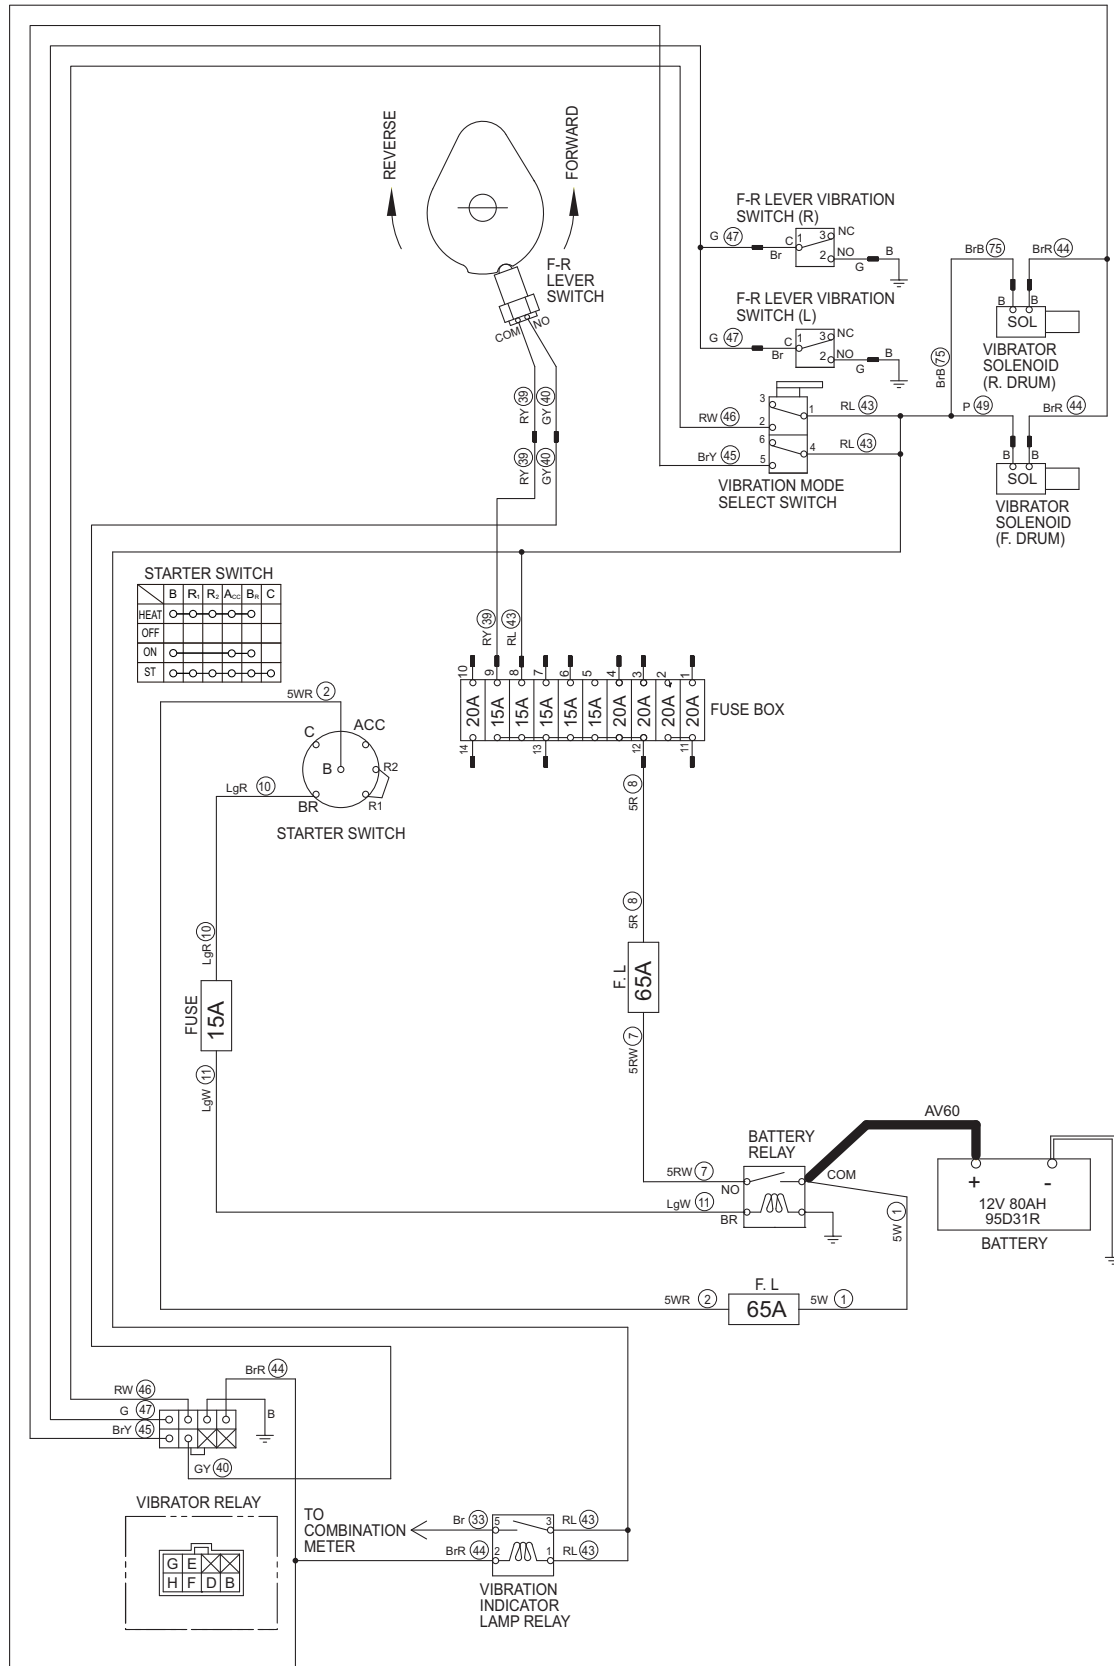 REVERSE
FORWARD
F-R
LEVER
SWITCH
COM
NO
RY 39
GY 40
RY 39
GY 40
F-R LEVER VIBRATION
SWITCH (R)
G 47
Br
C 1
3
NC
2
NO
G
B
F-R LEVER VIBRATION
SWITCH (L)
G 47
Br
C 1
3
NC
2
NO
G
B
BrB 75
BrR 44
B
B
SOL
VIBRATOR
SOLENOID
(R. DRUM)
BrB 75
RW 46
3
2
1
RL 43
P 49
BrR 44
BrY 45
6
5
4
RL 43
B
B
SOL
VIBRATION MODE
SELECT SWITCH
VIBRATOR
SOLENOID
(F. DRUM)
STARTER SWITCH
B R1 R2 ACC BR C
HEAT
OFF
ON
ST
RY 39
RL 43
10 9 8 7 6 5 4 3 2 1
20A 15A 15A 15A 15A 15A 20A 20A 20A 20A
14 13 12 11
FUSE BOX
5WR 2
C
ACC
B
R2
BR
R1
LgR 10
STARTER SWITCH
5R 8
LgR 10
5R 8
FUSE
15A
F. L
65A
LgW 11
5RW 7
AV60
BATTERY
RELAY
5RW 7
NO
COM
LgW 11
BR
5W 1
+ -
12V 80AH
95D31R
BATTERY
F. L
5WR 2
65A
5W 1
BrR 44
RW 46
G 47
BrY 45
B
GY 40
VIBRATOR RELAY
G E
H F D B
TO
COMBINATION
METER
Br 33
5
3
RL 43
BrR 44
2
1
RL 43
VIBRATION
INDICATOR
LAMP RELAY